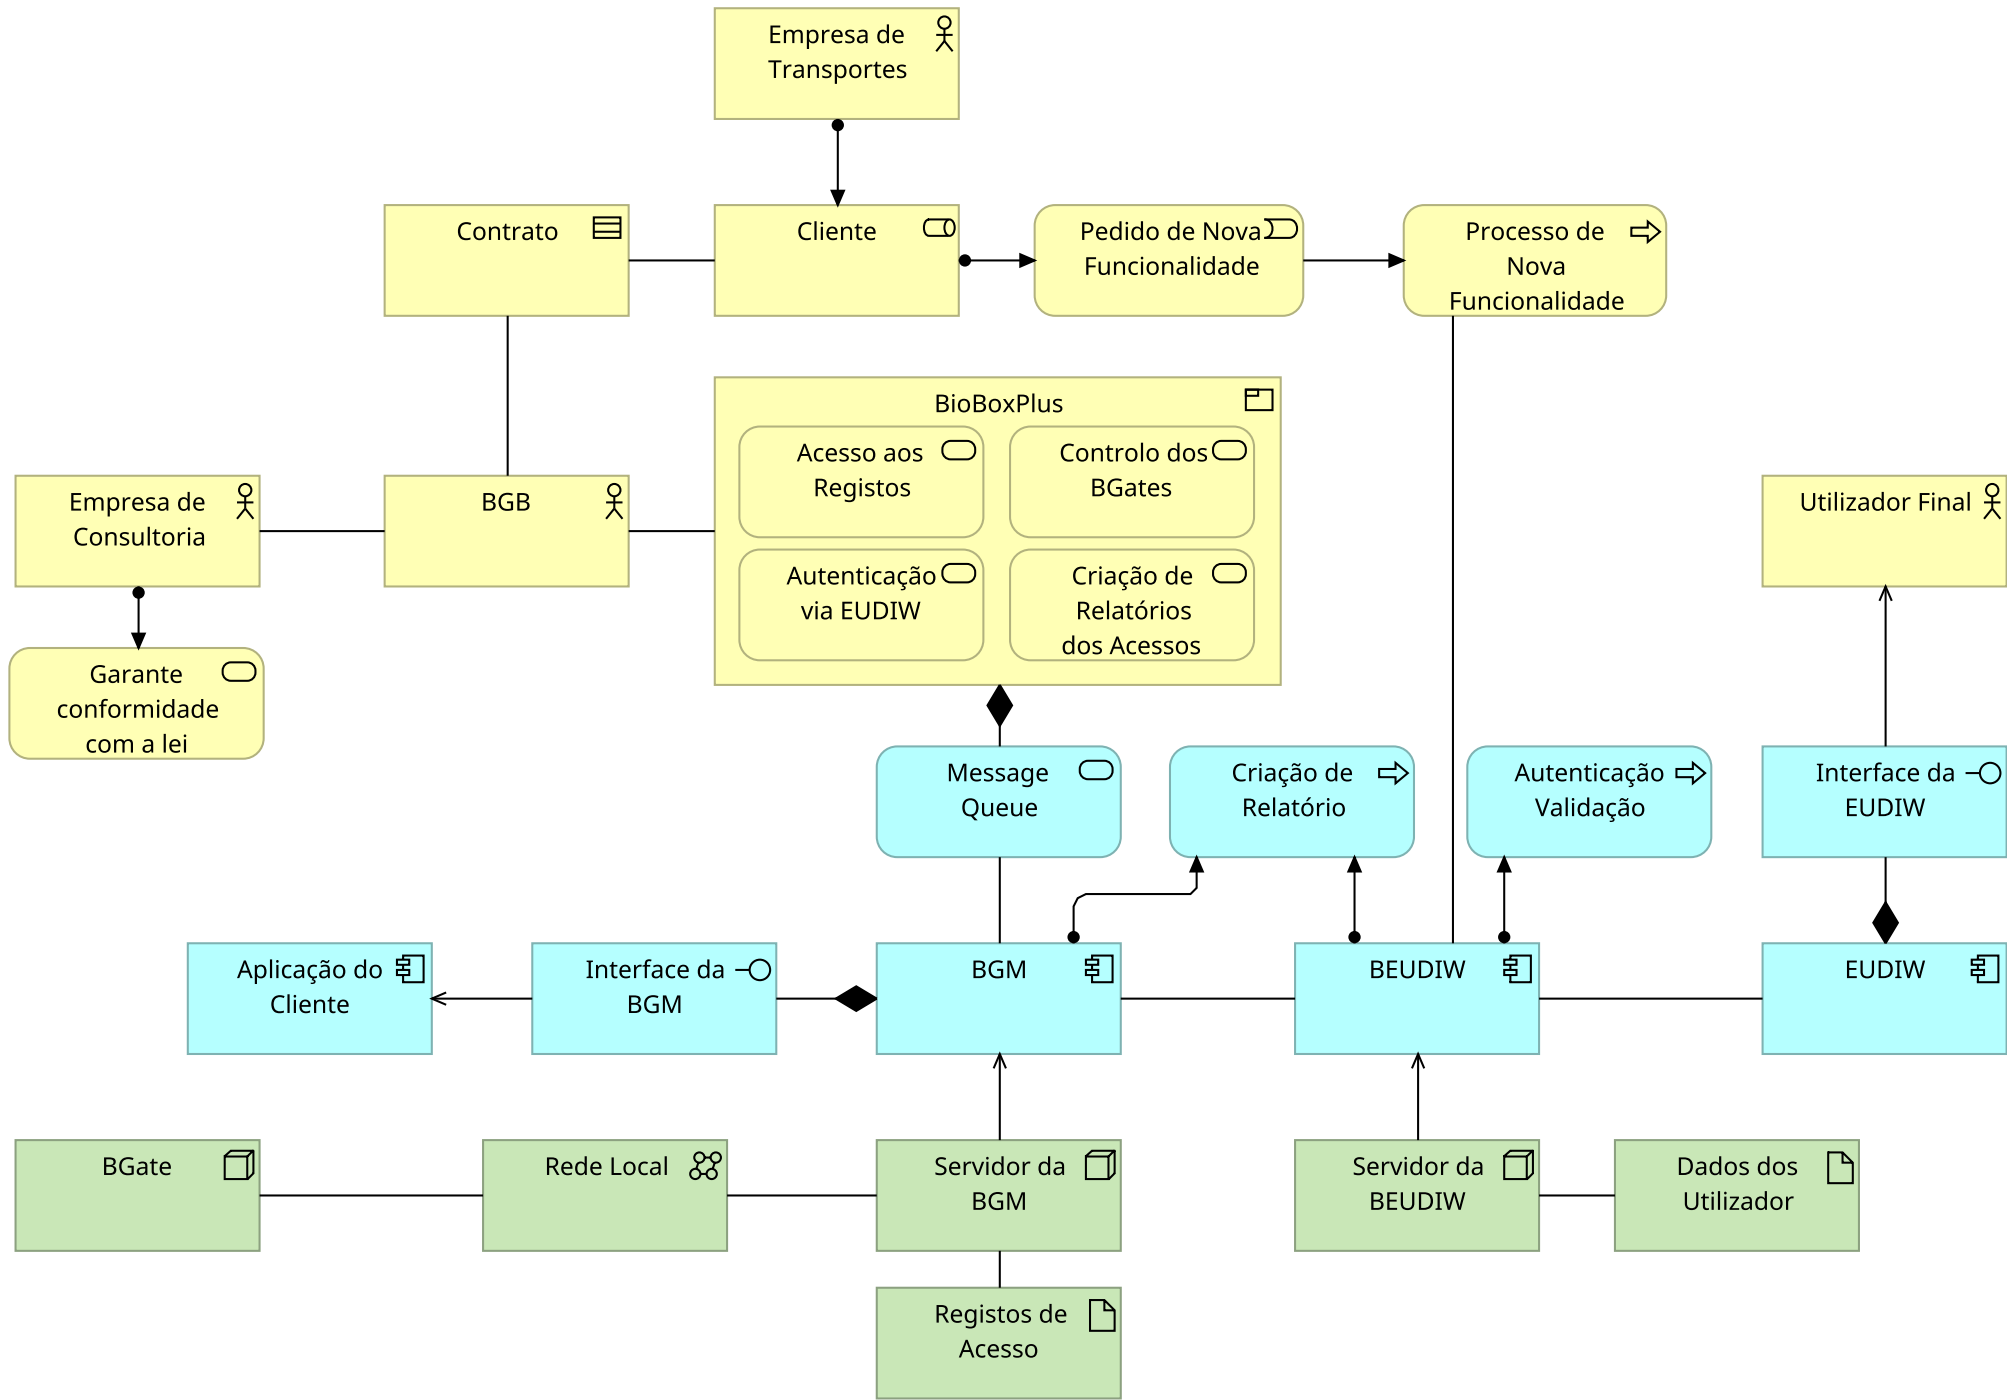 Empresa de
Transportes
Contrato
Cliente
Pedido de Nova
Funcionalidade
Processo de
Nova
Funcionalidade
BioBoxPlus
Acesso aos
Registos
Controlo dos
BGates
Autenticação
via EUDIW
Criação de
Relatórios
dos Acessos
Empresa de
Consultoria
BGB
Utilizador Final
Garante
conformidade
com a lei
Message
Queue
Criação de
Relatório
Autenticação
Validação
Interface da
EUDIW
Aplicação do
Cliente
Interface da
BGM
BGM
BEUDIW
EUDIW
BGate
Rede Local
Servidor da
BGM
Servidor da
BEUDIW
Dados dos
Utilizador
Registos de
Acesso